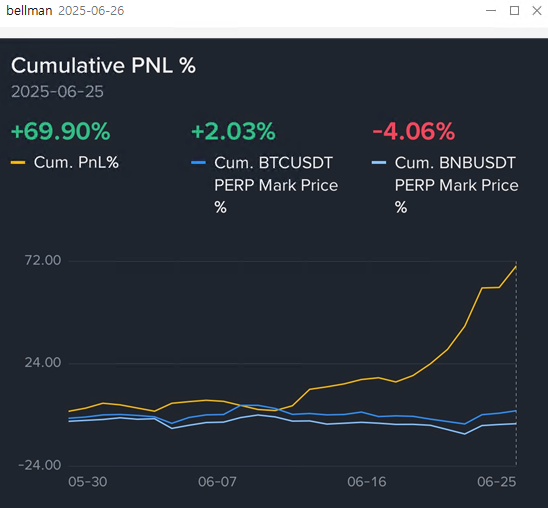 bellman 2025-06-26
Cumulative PNL %
2025-06-25
+69.90% +2.03% -4.06%
Cum. PnL% Cum. BTCUSDT Cum. BNBUSDT
PERP Mark Price PERP Mark Price
% %
72.00
24.00
-24.00
05-30 06-07 06-16 06-25